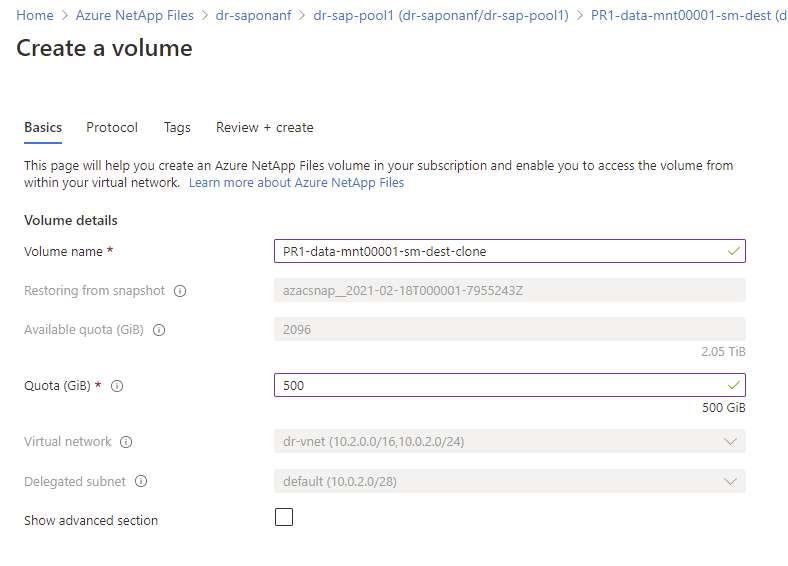 Home > Azure NetApp Files > dr-saponanf > dr-sap-pool1 (dr-saponanf/dr-sap-pool1) > PR1-data-mnt00001-sm-dest (d
Create a volume
Basics Protocol Tags Review + create
This page will help you create an Azure NetApp Files volume in your subscription and enable you to access the volume from
within your virtual network. Learn more about Azure NetApp Files
Volume details
Volume name * PR1-data-mnt00001-sm-dest-clone
Restoring from snapshot azacsnap__2021-02-18T000001-7955243Z
Available quota (GiB) 2096
2.05 TiB
Quota (GiB) * 500
500 GiB
Virtual network dr-vnet (10.2.0.0/16,10.0.2.0/24)
Delegated subnet default (10.0.2.0/28)
Show advanced section